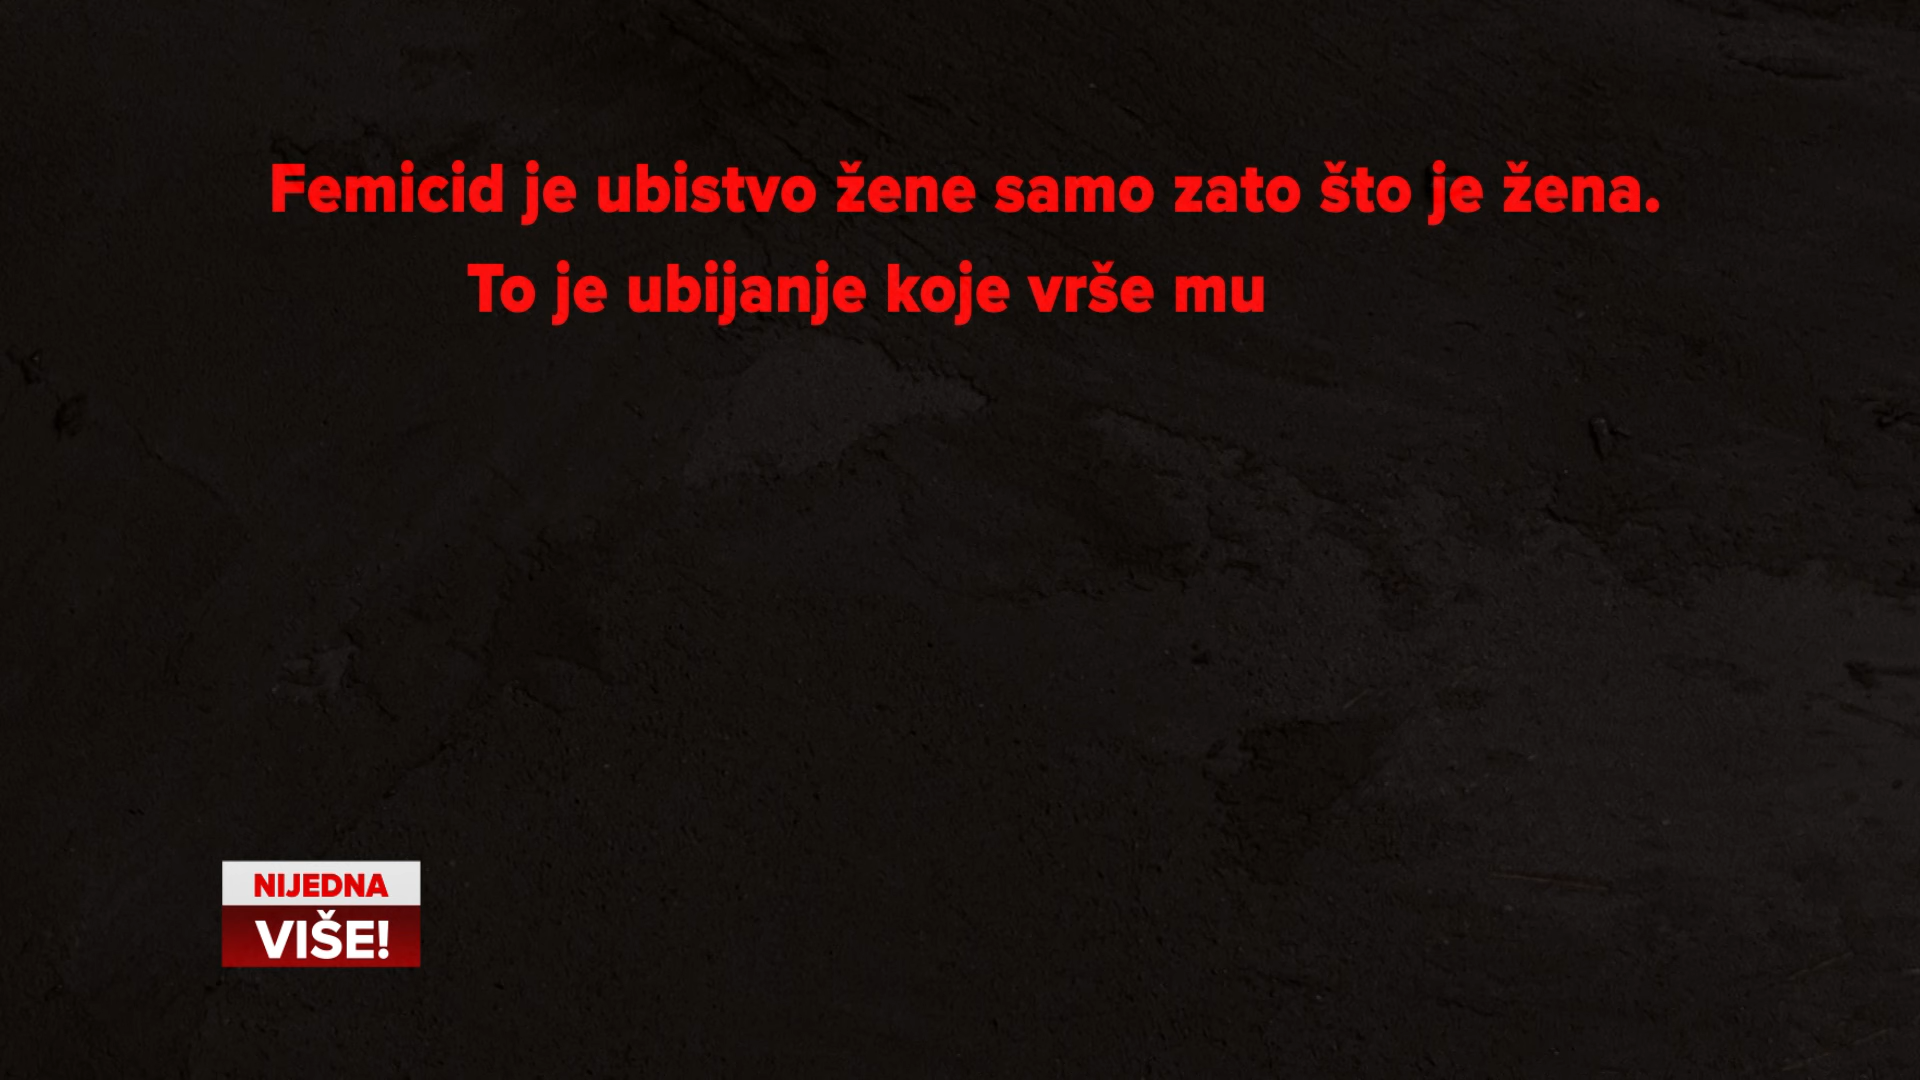 Femicid je ubistvo žene samo zato što je žena.
To je ubijanje koje vrše mu
NIJEDNA
VIŠE!